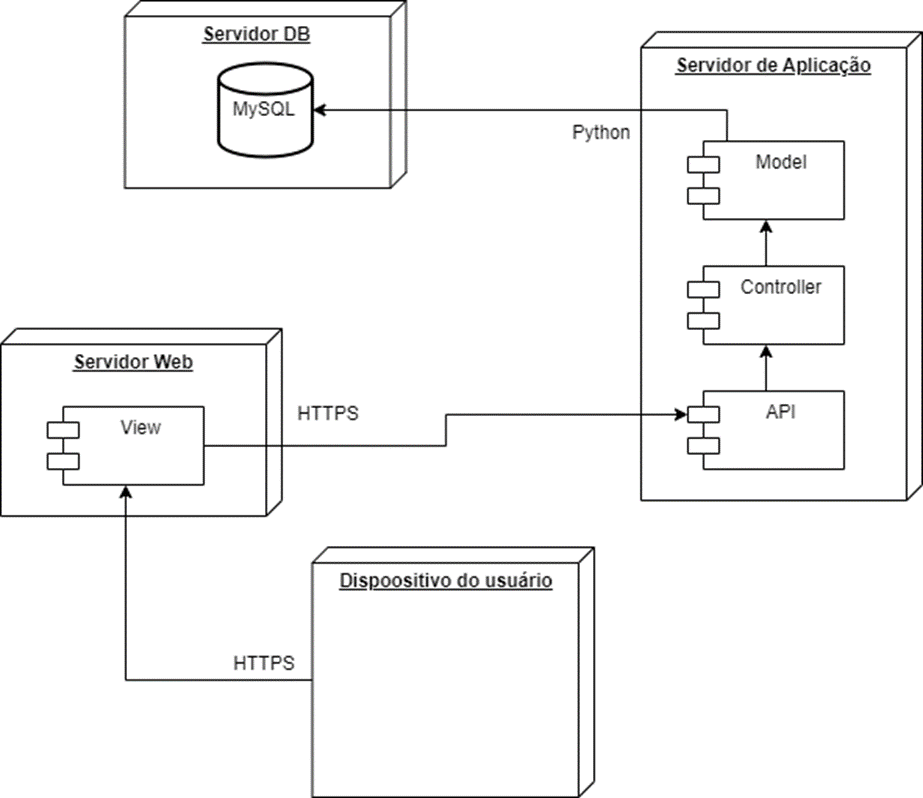 Servidor DB
MySQL
Servidor de Aplicação
Python
Model
Controller
API
Servidor Web
View
HTTPS
Dispoositivo do usuário
HTTPS